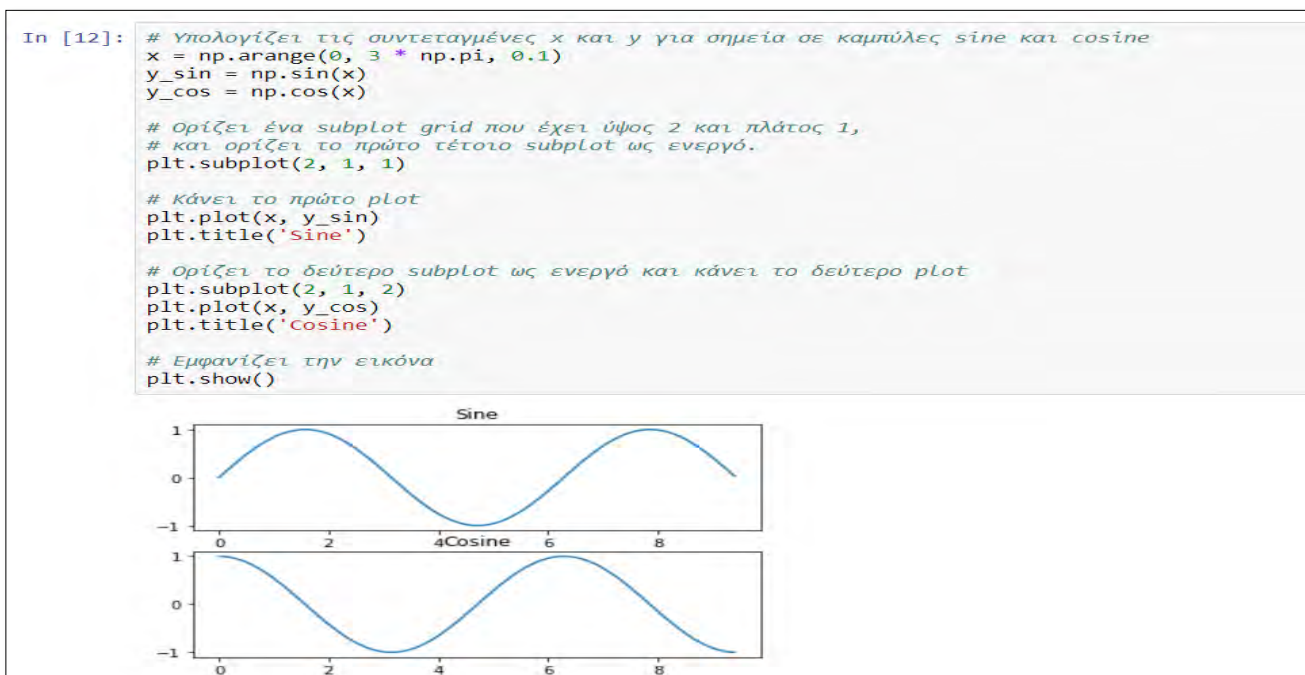 In [12]: # Υπολογίζει τις συντεταγμένες x και y για σημεία σε καμπύλες sine και cosine
x = np.arange(0, 3 * np.pi, 0.1)
y_sin = np.sin(x)
y_cos = np.cos(x)
# Ορίζει ένα subplot grid που έχει ύψος 2 και πλάτος 1,
# και ορίζει το πρώτο τέτοιο subplot ως ενεργό.
plt.subplot(2, 1, 1)
# Κάνει το πρώτο plot
plt.plot(x, y_sin)
plt.title('Sine')
# Ορίζει το δεύτερο subplot ως ενεργό και κάνει το δεύτερο plot
plt.subplot(2, 1, 2)
plt.plot(x, y_cos)
plt.title('Cosine')
# Εμφανίζει την εικόνα
plt.show()
Sine
1
0
−1
0 2 4 6 8
Cosine
1
0
−1
0 2 4 6 8